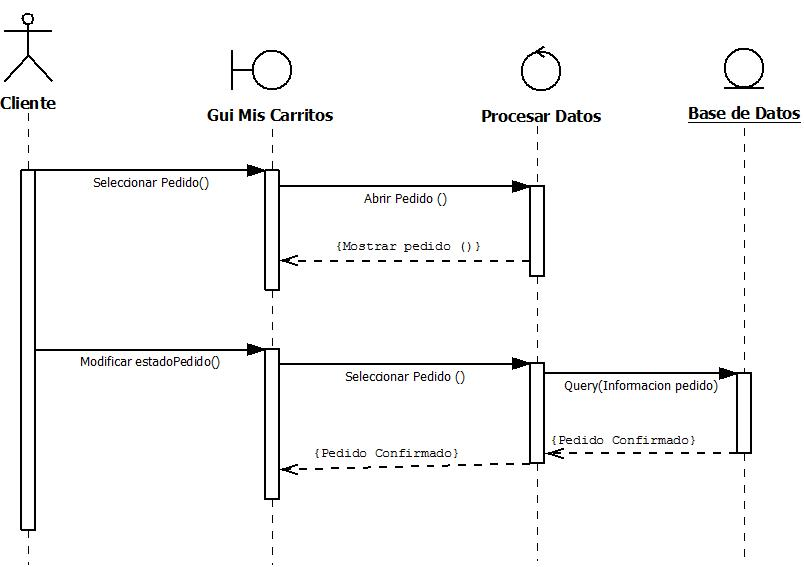 Cliente
Gui Mis Carritos
Procesar Datos
Base de Datos
Seleccionar Pedido()
Abrir Pedido ()
{Mostrar pedido ()}
Modificar estadoPedido()
Seleccionar Pedido ()
Query(Informacion pedido)
{Pedido Confirmado}
{Pedido Confirmado}